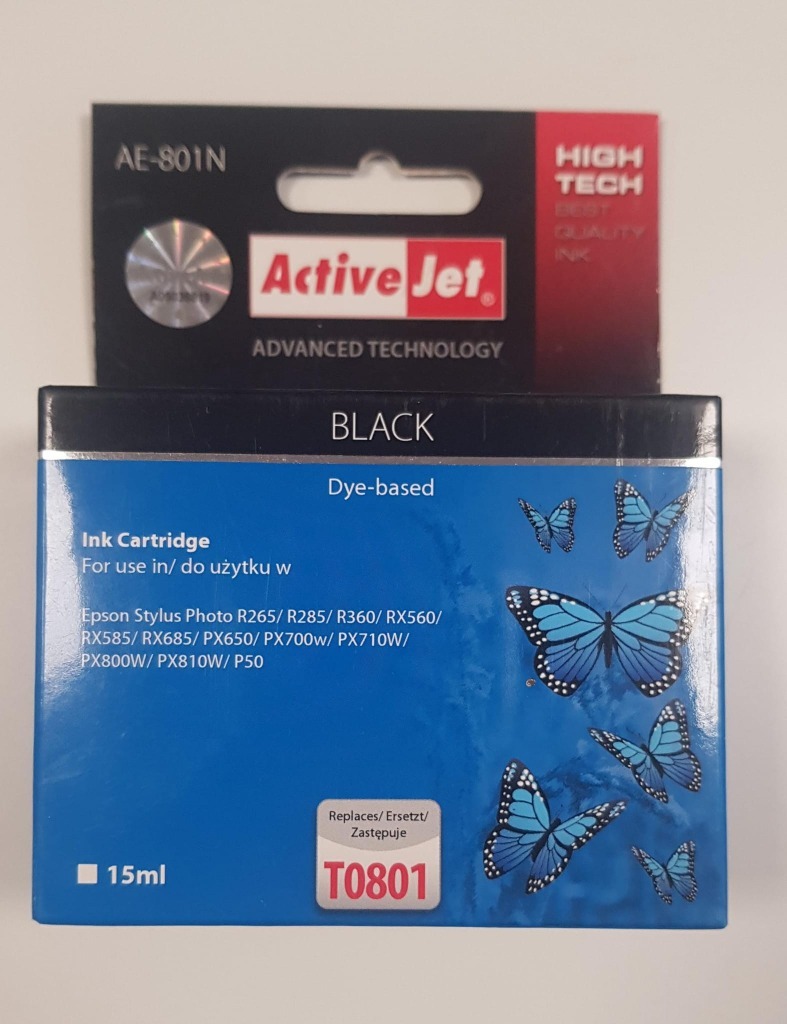 AE-801N
HIGH
TECH
BEST
QUALITY
INK
ActiveJet®
ADVANCED TECHNOLOGY
BLACK
Dye-based
Ink Cartridge
For use in/ do użytku w
Epson Stylus Photo R265/ R285/ R360/ RX560/
RX585/ RX685/ PX650/ PX700w/ PX710W/
PX800W/ PX810W/ P50
Replaces/ Ersetzt/
Zastępuje
T0801
15ml